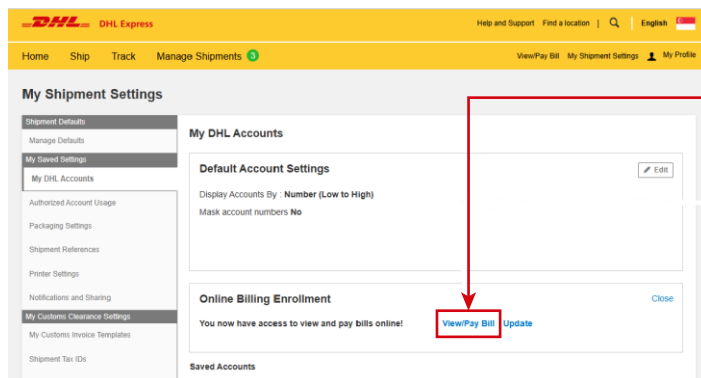 DHL DHL Express
Help and Support Find a location | English
Home Ship Track Manage Shipments 3
View/Pay Bill My Shipment Settings My Profile
My Shipment Settings
Shipment Defaults
Manage Defaults
My Saved Settings
My DHL Accounts
Authorized Account Usage
Packaging Settings
Shipment References
Printer Settings
Notifications and Sharing
My Customs Clearance Settings
My Customs Invoice Templates
Shipment Tax IDs
My DHL Accounts
Default Account Settings
Edit
Display Accounts By : Number (Low to High)
Mask account numbers No
Online Billing Enrollment
Close
You now have access to view and pay bills online! View/Pay Bill Update
Saved Accounts